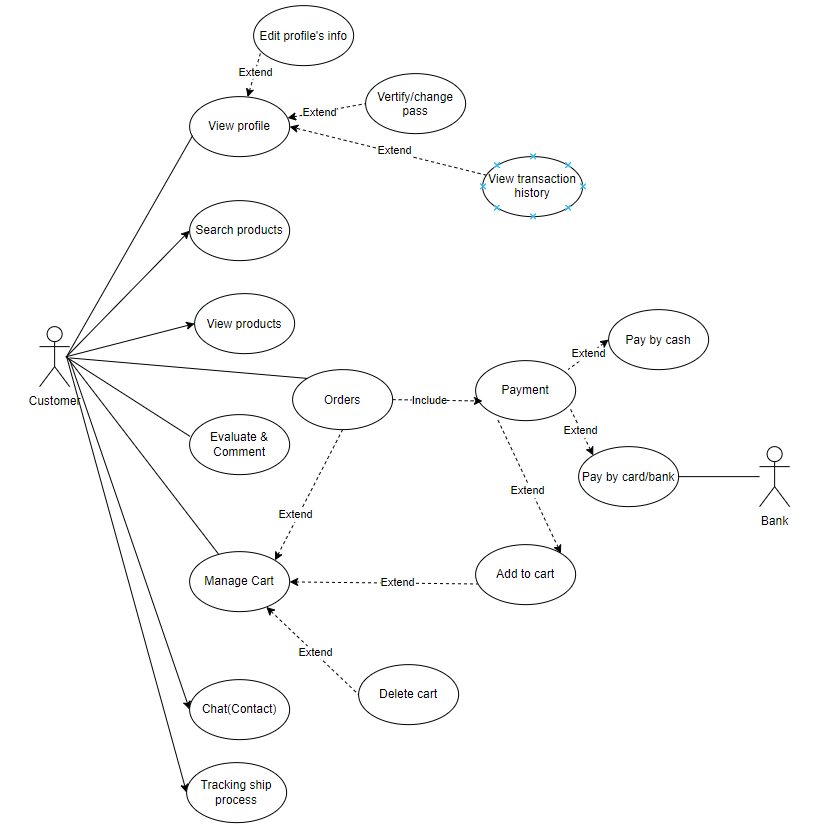 Edit profile's info
Extend
Vertify/change
pass
Extend
View profile
Extend
View transaction
history
Search products
View products
Pay by cash
Extend
Customer
Orders
Include
Payment
Extend
Evaluate &
Comment
Pay by card/bank
Bank
Extend
Extend
Manage Cart
Extend
Add to cart
Extend
Delete cart
Chat(Contact)
Tracking ship
process